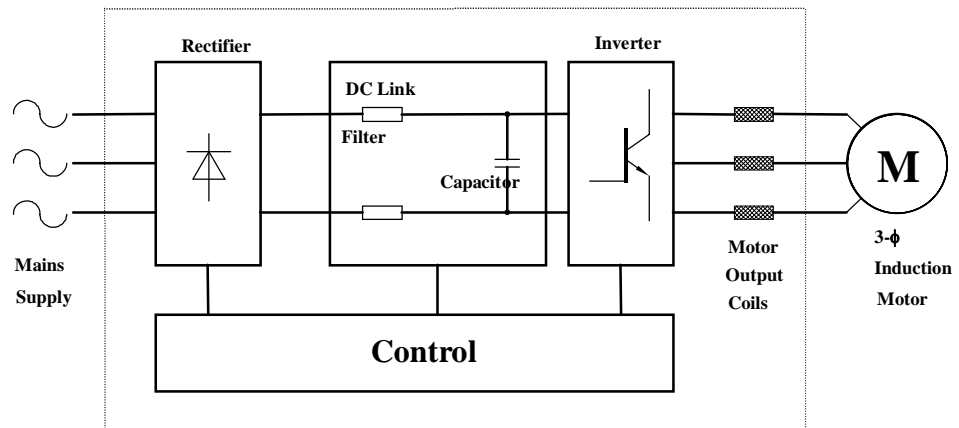 Rectifier
DC Link
Filter
Capacitor
Inverter
Mains
Supply
Motor
Output
Coils
M
3-ϕ
Induction
Motor
Control